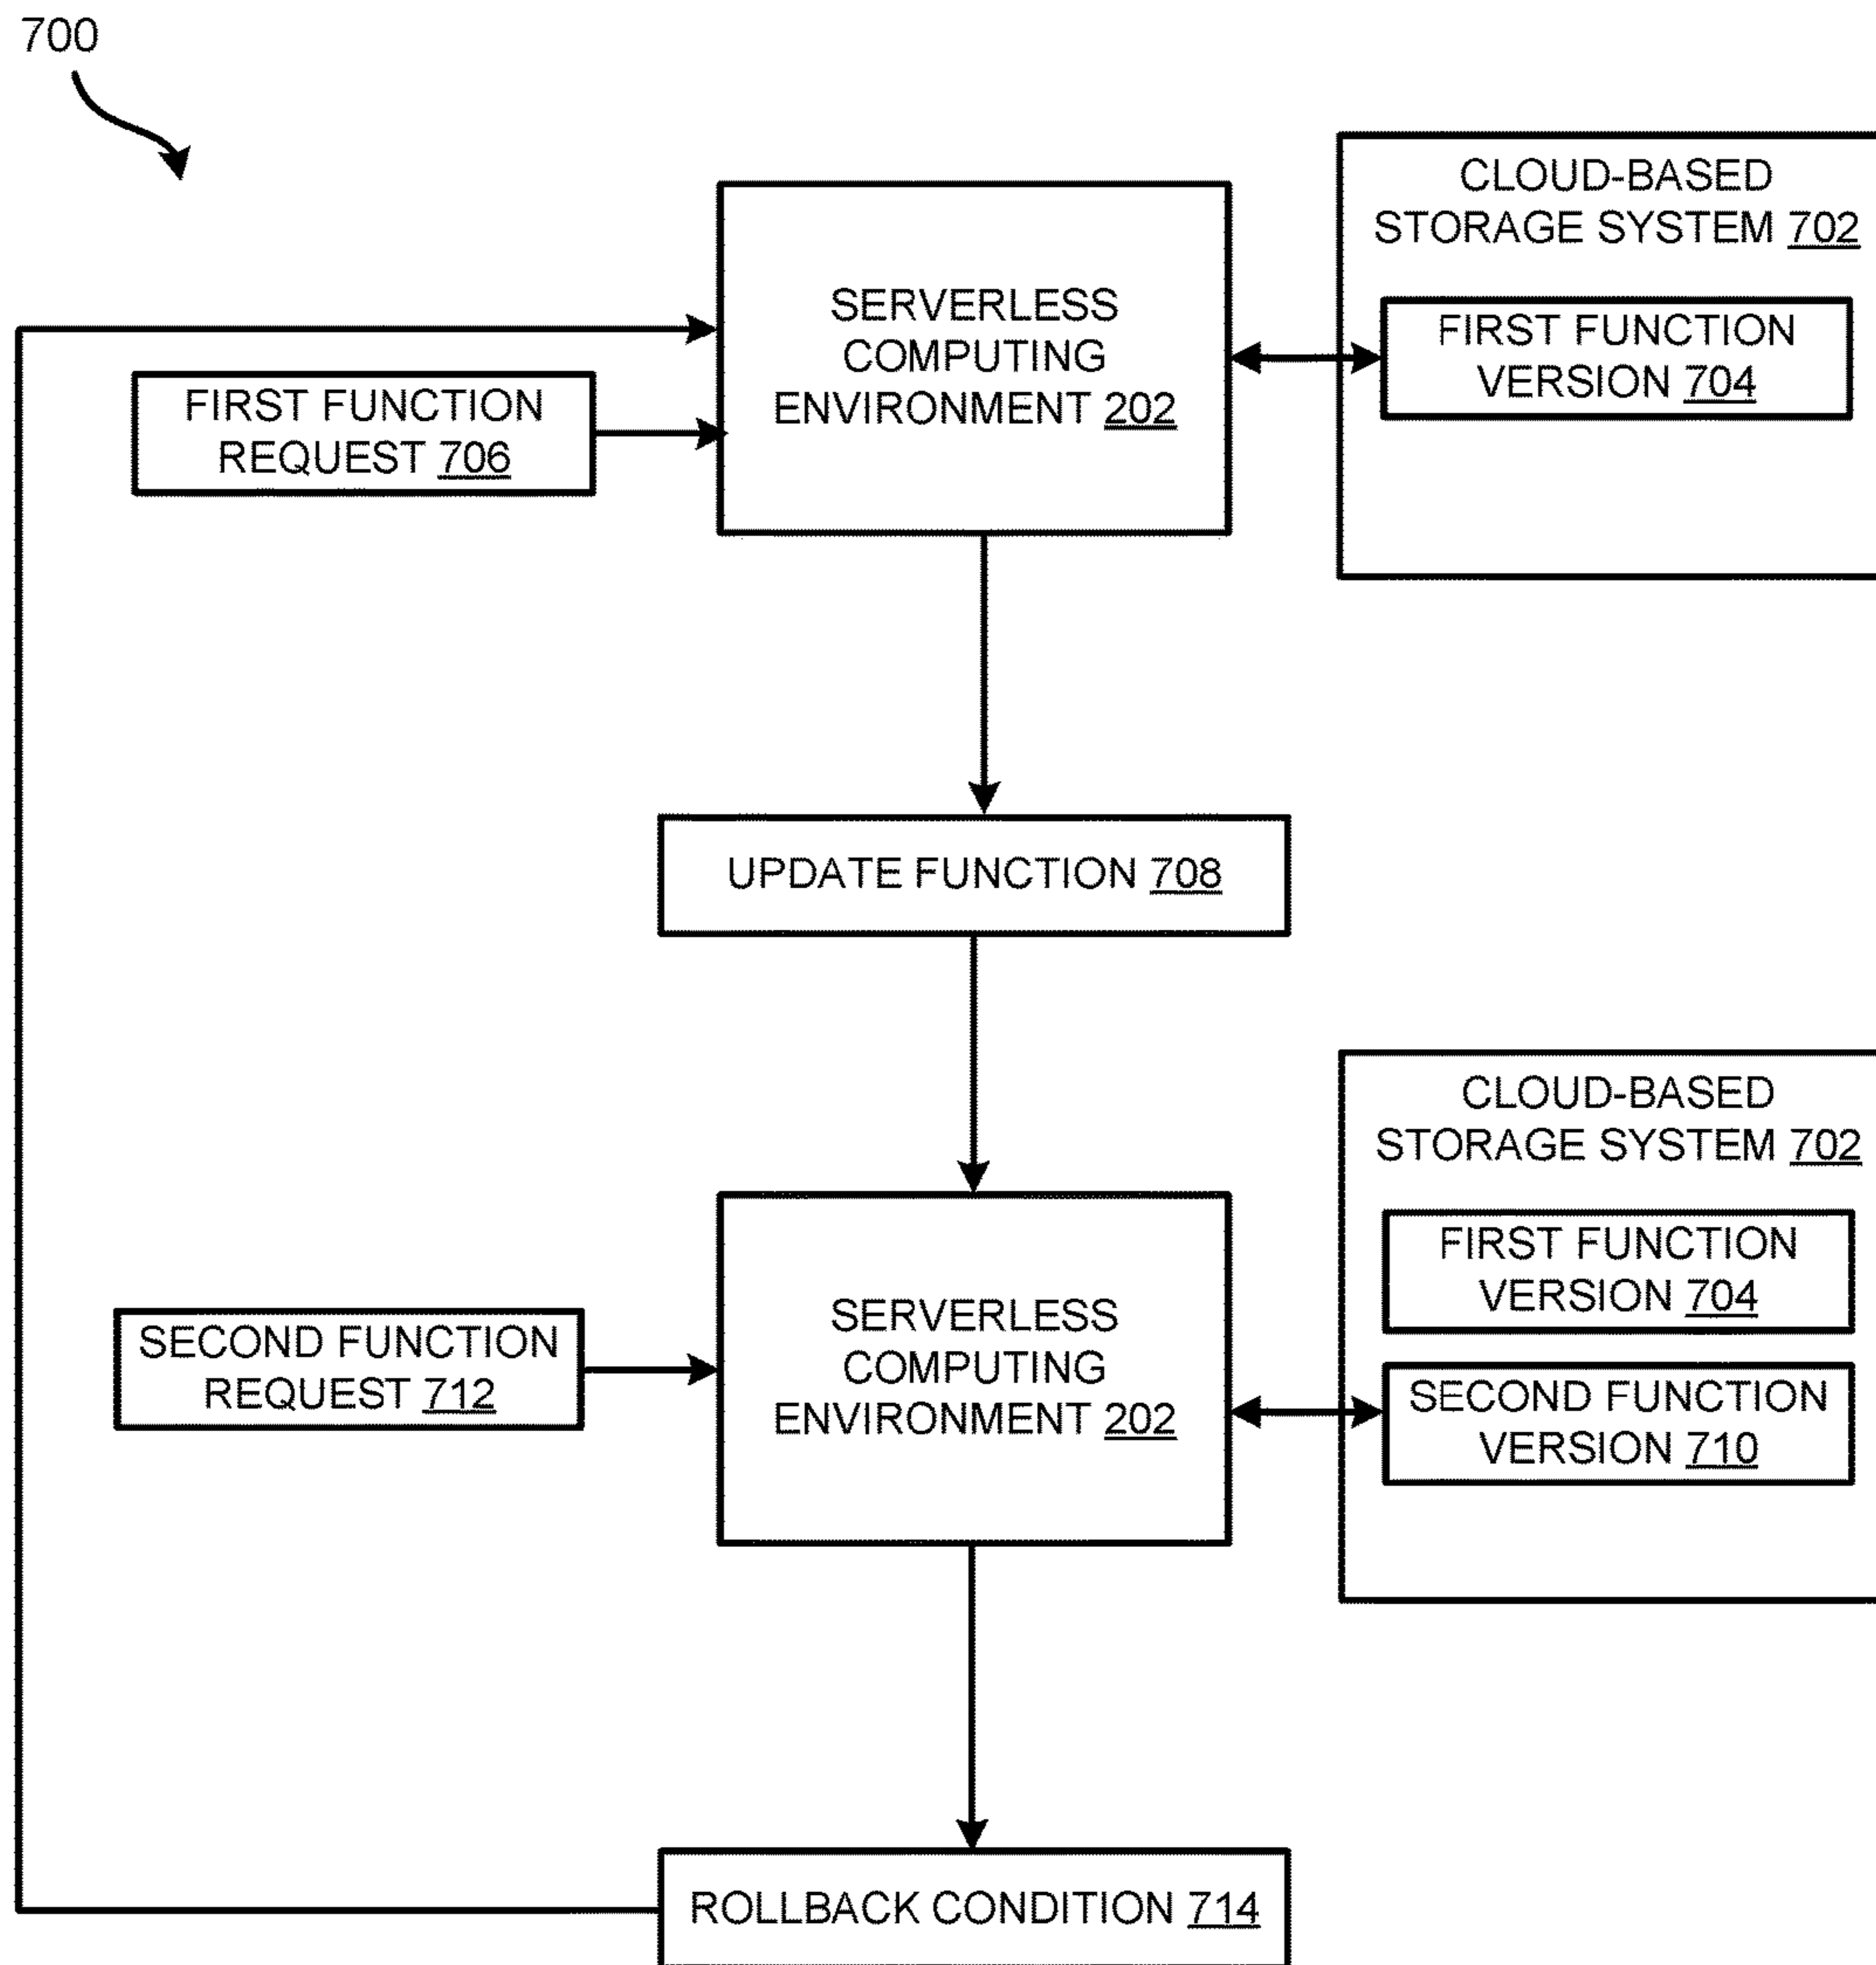 700
CLOUD-BASED
STORAGE SYSTEM 702
SERVERLESS
COMPUTING
ENVIRONMENT 202
FIRST FUNCTION
VERSION 704
FIRST FUNCTION
REQUEST 706
UPDATE FUNCTION 708
CLOUD-BASED
STORAGE SYSTEM 702
FIRST FUNCTION
VERSION 704
SECOND FUNCTION
REQUEST 712
SERVERLESS
COMPUTING
ENVIRONMENT 202
SECOND FUNCTION
VERSION 710
ROLLBACK CONDITION 714